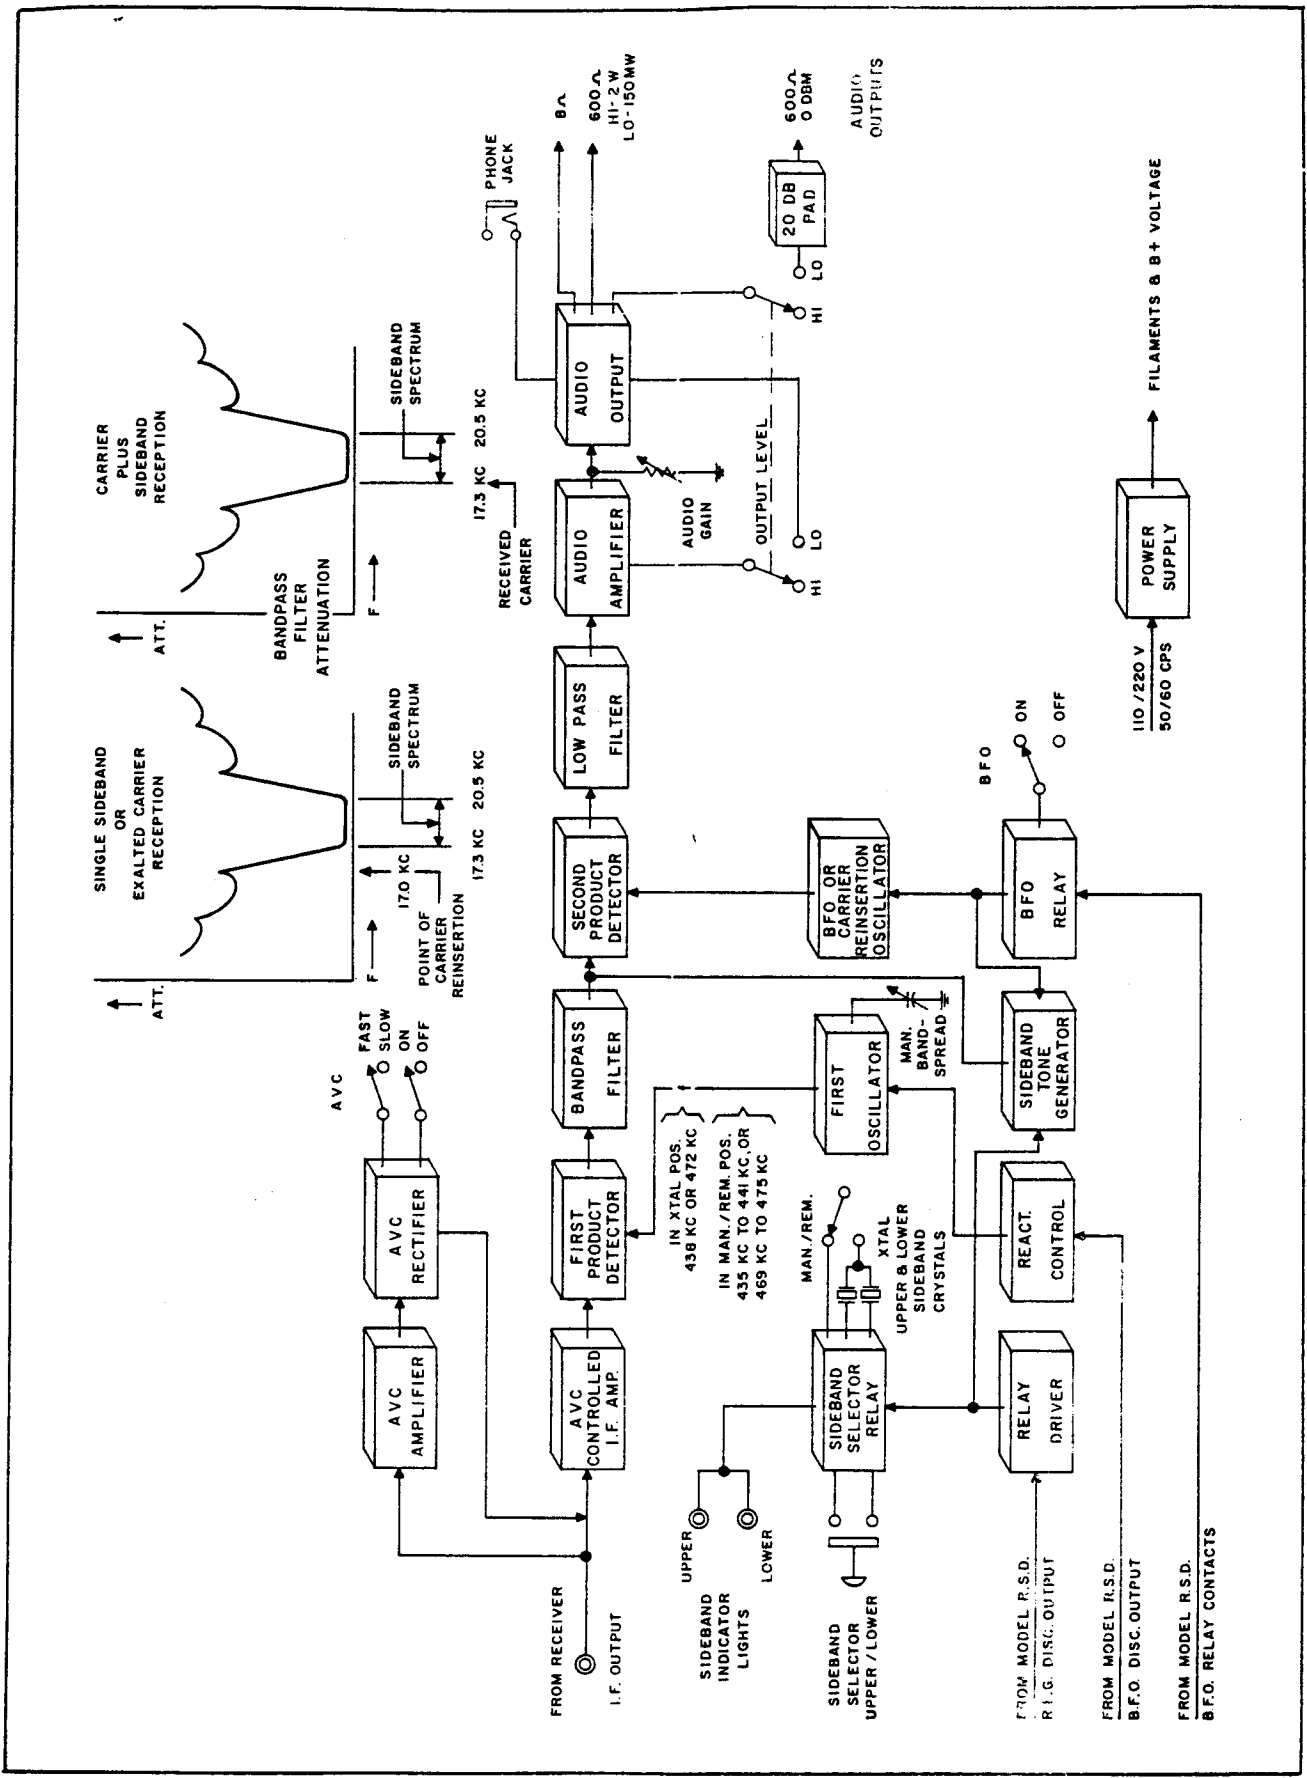 SINGLE SIDEBAND
OR
EXALTED CARRIER
RECEPTION
CARRIER
PLUS
SIDEBAND
RECEPTION
ATT.
ATT.
BANDPASS
FILTER
ATTENUATION
F
F
POINT OF
CARRIER
REINSERTION
17.0 KC
SIDEBAND
SPECTRUM
17.3 KC
20.5 KC
SIDEBAND
SPECTRUM
17.3 KC
20.5 KC
RECEIVED
CARRIER
AVC
FAST
SLOW
ON
OFF
AVC
AMPLIFIER
AVC
RECTIFIER
PHONE
JACK
FROM RECEIVER
I.F. OUTPUT
AVC
CONTROLLED
I.F. AMP.
FIRST
PRODUCT
DETECTOR
BANDPASS
FILTER
SECOND
PRODUCT
DETECTOR
LOW PASS
FILTER
AUDIO
AMPLIFIER
AUDIO
OUTPUT
8Ω
600Ω
HI-2 W
LO-150 MW
AUDIO
GAIN
IN XTAL POS.
438 KC OR 472 KC
IN MAN./REM. POS.
435 KC TO 441 KC, OR
469 KC TO 475 KC
OUTPUT LEVEL
HI
LO
HI
LO
20 DB
PAD
600Ω
0 DBM
AUDIO
OUTPUTS
UPPER
LOWER
SIDEBAND
INDICATOR
LIGHTS
SIDEBAND
SELECTOR
UPPER / LOWER
SIDEBAND
SELECTOR
RELAY
MAN./REM.
XTAL
UPPER & LOWER
SIDEBAND
CRYSTALS
FIRST
OSCILLATOR
MAN.
BAND-
SPREAD
BFO OR
CARRIER
REINSERTION
OSCILLATOR
RELAY
DRIVER
REACT.
CONTROL
SIDEBAND
TONE
GENERATOR
BFO
RELAY
BFO
ON
OFF
FROM MODEL R.S.D.
DISC. OUTPUT
FROM MODEL R.S.D.
B.F.O. DISC. OUTPUT
FROM MODEL R.S.D.
B.F.O. RELAY CONTACTS
110/220 V
50/60 CPS
POWER
SUPPLY
FILAMENTS & B+ VOLTAGE